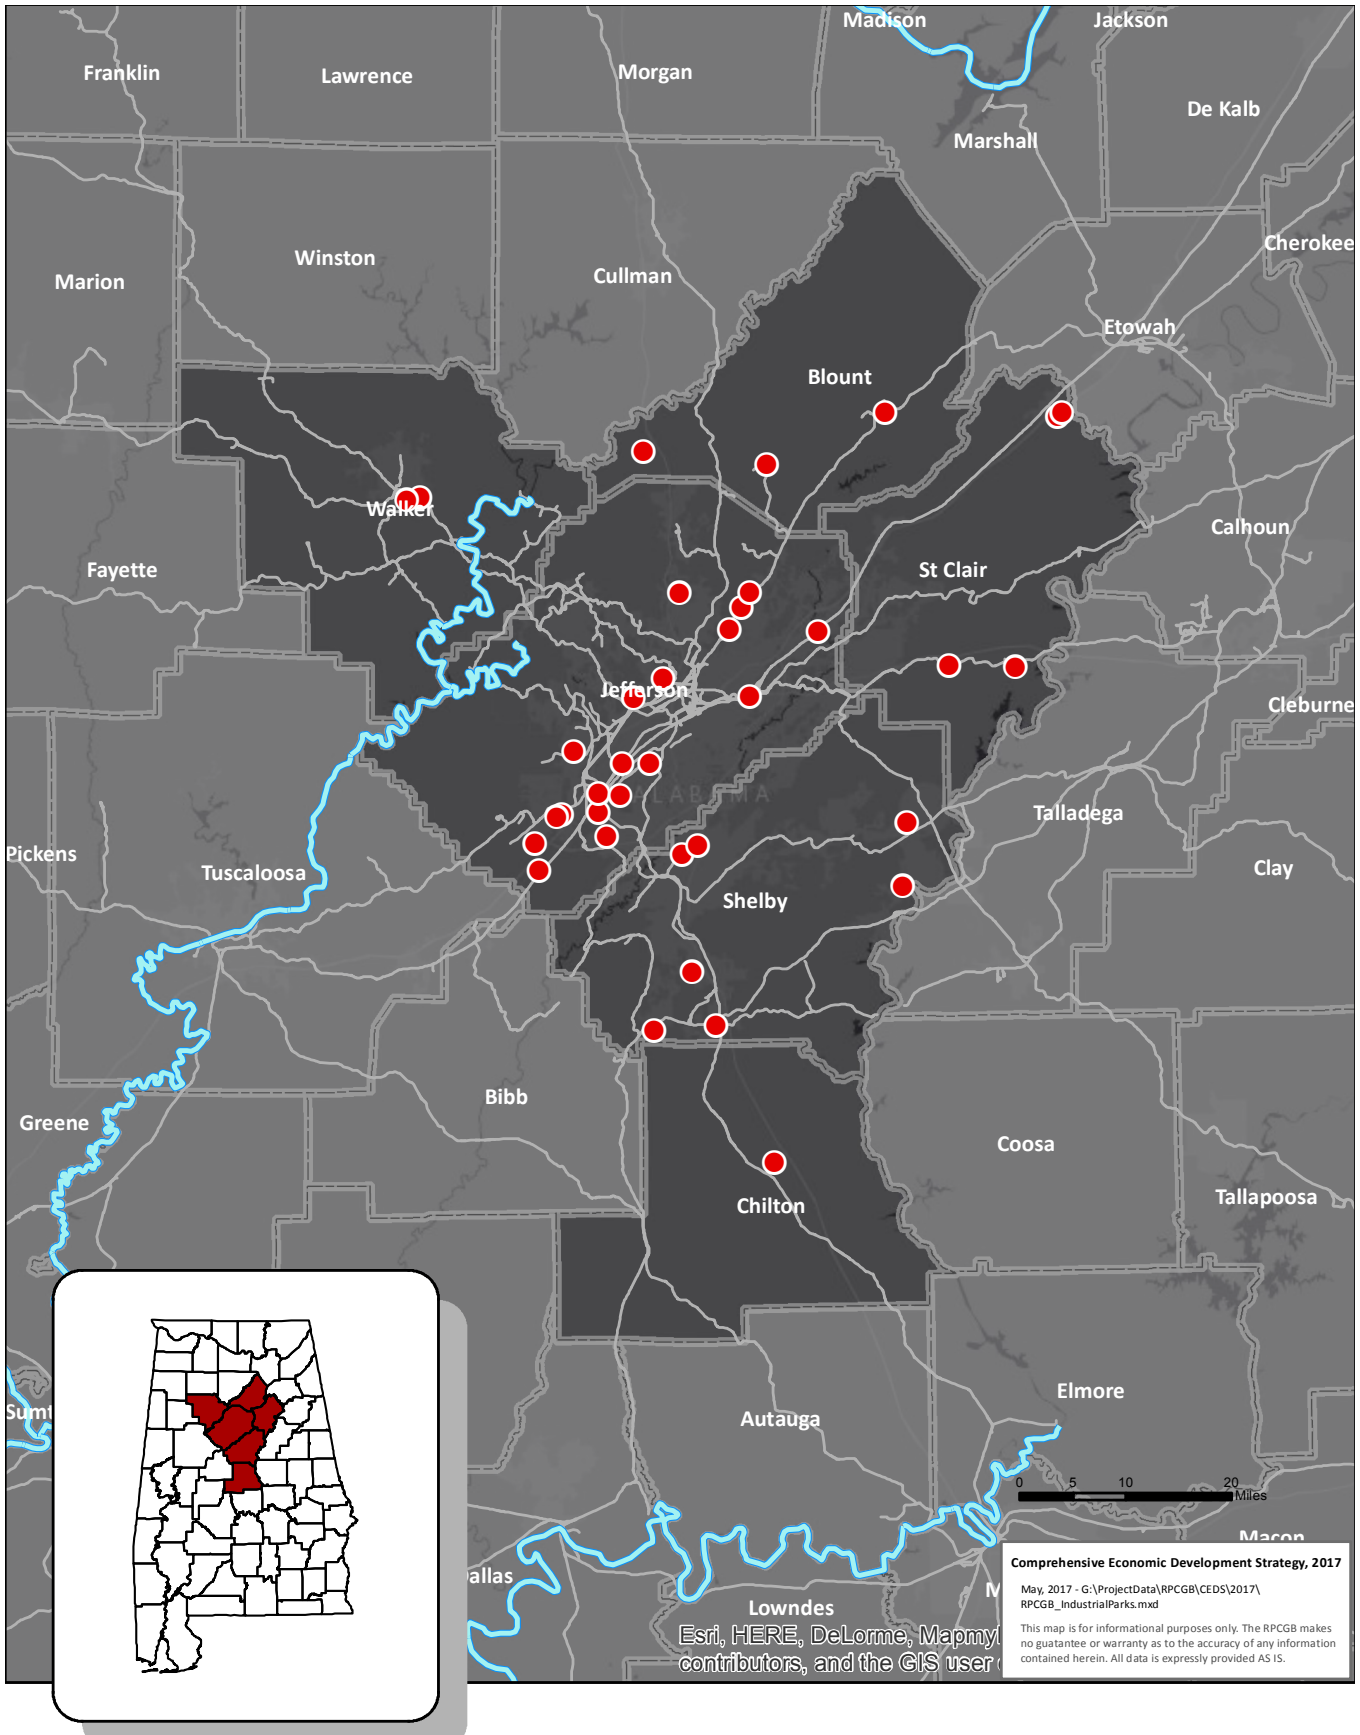 Madison
Jackson
Franklin
Lawrence
Morgan
De Kalb
Marshall
Cherokee
Winston
Cullman
Marion
Etowah
Blount
Walker
Calhoun
Fayette
St Clair
Jefferson
Cleburne
ALABAMA
Talladega
Pickens
Tuscaloosa
Clay
Shelby
Bibb
Greene
Coosa
Tallapoosa
Chilton
Elmore
Sumt
Autauga
0 5 10 20
Miles
Macon
allas
M
Lowndes
Esri, HERE, DeLorme, MapmyI
contributors, and the GIS user
Comprehensive Economic Development Strategy, 2017
May, 2017 - G:\ProjectData\RPCGB\CEDS\2017\
RPCGB_IndustrialParks.mxd
This map is for informational purposes only. The RPCGB makes
no guatantee or warranty as to the accuracy of any information
contained herein. All data is expressly provided AS IS.